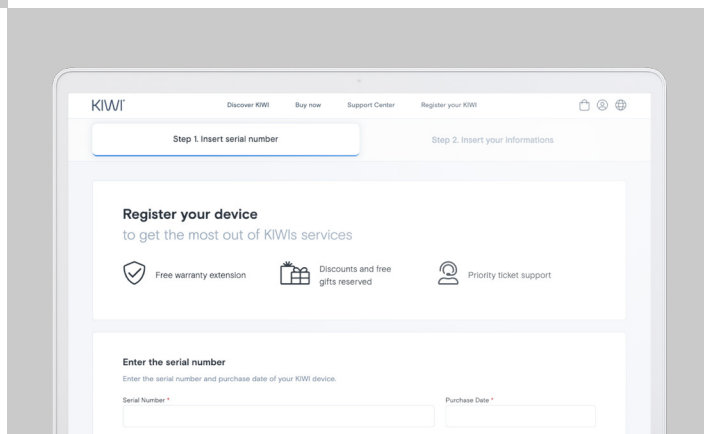 KIWI®
Discover KIWI Buy now Support Center Register your KIWI
Step 1. Insert serial number Step 2. Insert your informations
Register your device
to get the most out of KIWIs services
Free warranty extension
Discounts and free
gifts reserved
Priority ticket support
Enter the serial number
Enter the serial number and purchase date of your KIWI device.
Serial Number * Purchase Date *